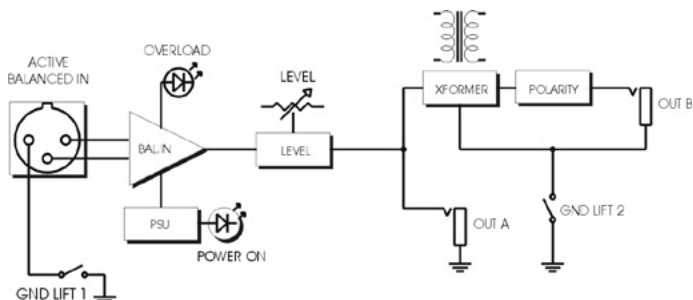 ACTIVE
BALANCED IN
OVERLOAD
LEVEL
BAL.IN
LEVEL
PSU
POWER ON
GND LIFT 1
XFORMER
POLARITY
OUT B
OUT A
GND LIFT 2